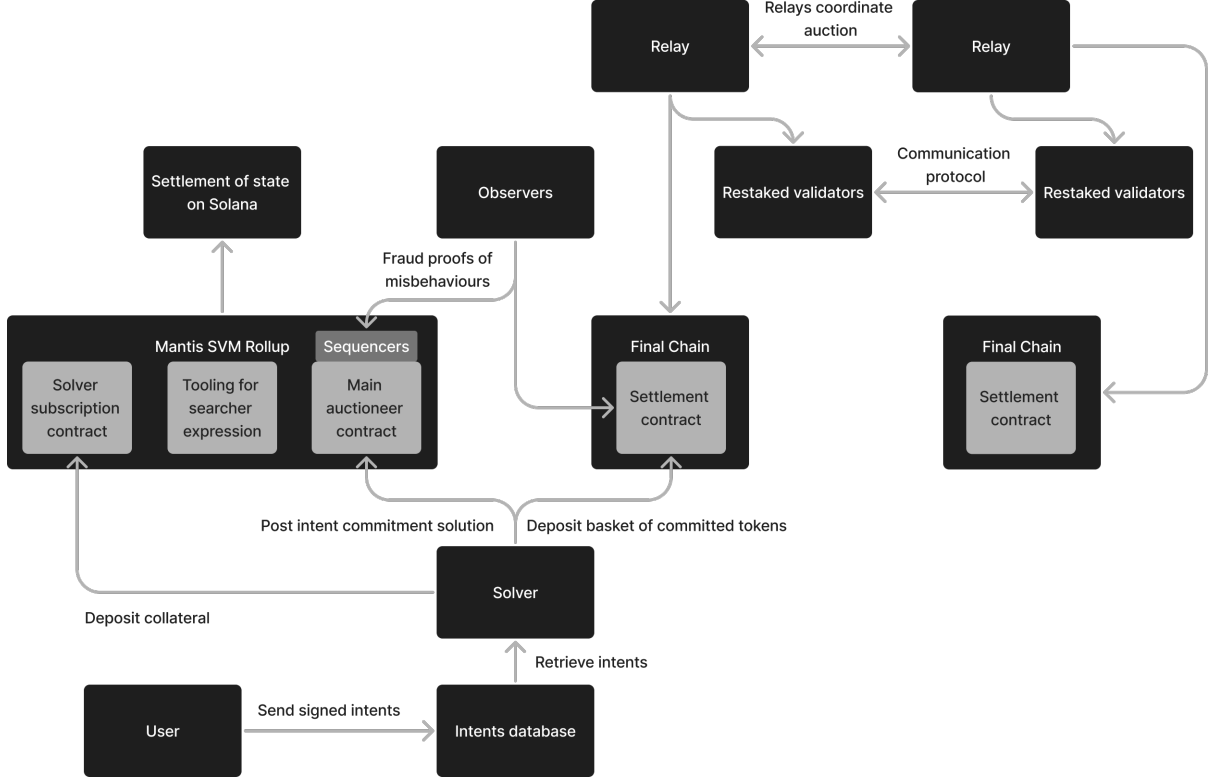 Relays coordinate
auction
Relay
Relay
Settlement of state
on Solana
Observers
Restaked validators
Communication
protocol
Restaked validators
Fraud proofs of
misbehaviours
Mantis SVM Rollup
Sequencers
Solver
subscription
contract
Tooling for
searcher
expression
Main
auctioneer
contract
Final Chain
Settlement
contract
Final Chain
Settlement
contract
Post intent commitment solution
Deposit basket of committed tokens
Solver
Deposit collateral
Retrieve intents
User
Send signed intents
Intents database